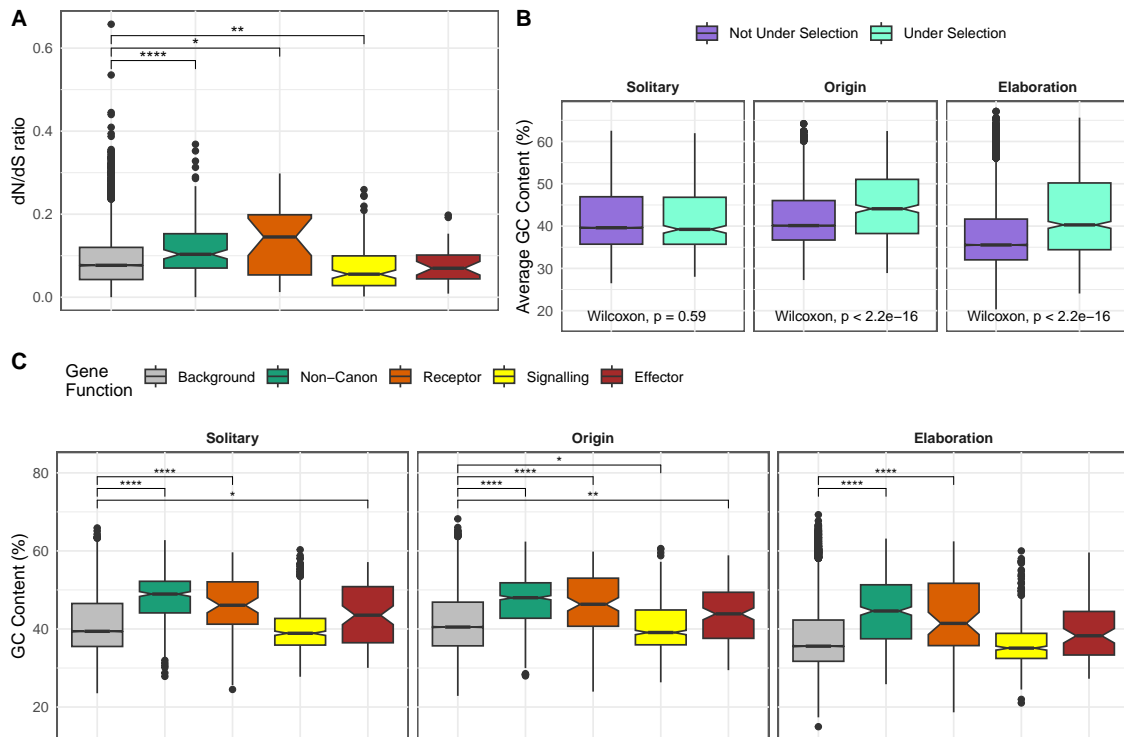 A
dN/dS ratio
0.6
0.4
0.2
0.0
**
*
****
B
Not Under Selection
Under Selection
Solitary
Origin
Elaboration
Average GC Content (%)
60
50
40
30
20
Wilcoxon, p = 0.59
Wilcoxon, p < 2.2e−16
Wilcoxon, p < 2.2e−16
C
Gene
Function
Background
Non−Canon
Receptor
Signalling
Effector
Solitary
Origin
Elaboration
GC Content (%)
80
60
40
20
****
****
*
*
****
****
**
****
****